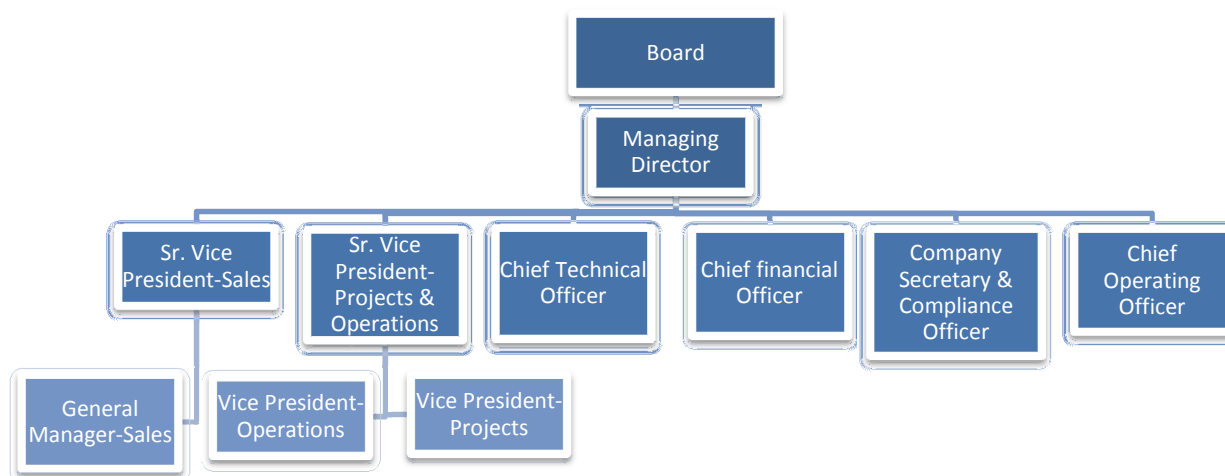 Board
Managing
Director
Sr. Vice
President-Sales
Sr. Vice
President-
Projects &
Operations
Chief Technical
Officer
Chief financial
Officer
Company
Secretary &
Compliance
Officer
Chief
Operating
Officer
General
Manager-Sales
Vice President-
Operations
Vice President-
Projects